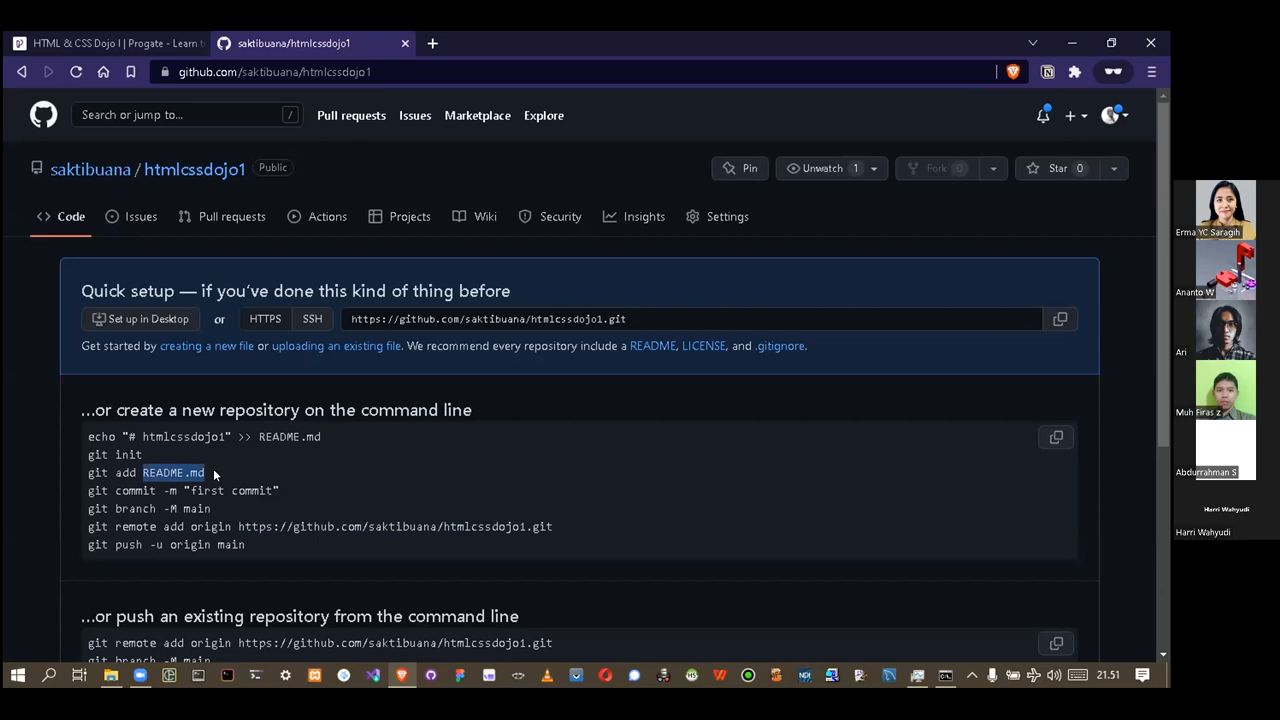 HTML & CSS Dojo I | Progate - Learn t
saktibuana/htmlcssdojo1
github.com/saktibuana/htmlcssdojo1
Search or jump to...
/
Pull requests
Issues
Marketplace
Explore
saktibuana / htmlcssdojo1
Public
Pin
Unwatch 1
Fork 0
Star 0
Code
Issues
Pull requests
Actions
Projects
Wiki
Security
Insights
Settings
Quick setup — if you've done this kind of thing before
Set up in Desktop or HTTPS SSH https://github.com/saktibuana/htmlcssdojo1.git
Get started by creating a new file or uploading an existing file. We recommend every repository include a README, LICENSE, and .gitignore.
...or create a new repository on the command line
echo "# htmlcssdojo1" >> README.md
git init
git add README.md
git commit -m "first commit"
git branch -M main
git remote add origin https://github.com/saktibuana/htmlcssdojo1.git
git push -u origin main
...or push an existing repository from the command line
git remote add origin https://github.com/saktibuana/htmlcssdojo1.git
git branch -M main
21.51
Erma YC Saragih
Ananto W
Ari
Muh Firas z
Abdurrahman S
Harri Wahyudi
Harri Wahyudi